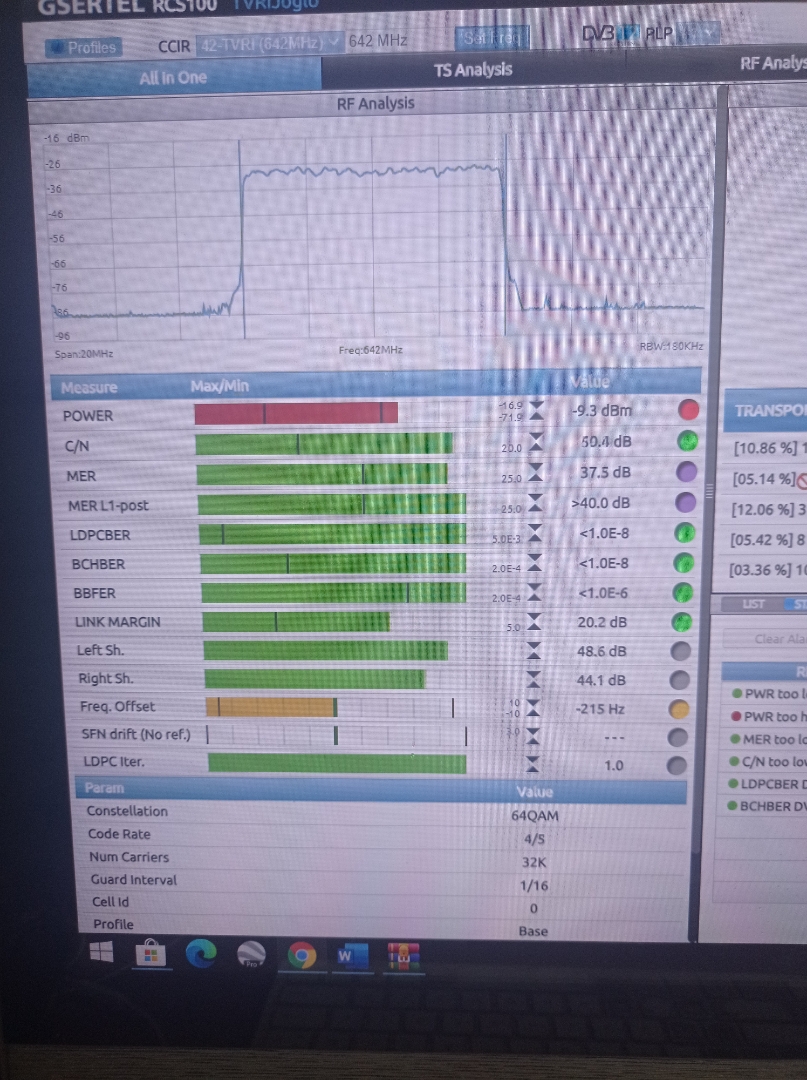 GSERTEL RCS100 TVRIJoglo
Profiles CCIR 42-TVRI (642MHz) 642 MHz Set Freq DVB PLP
All in One TS Analysis RF Analys
RF Analysis
-16 dBm
-26
-36
-46
-56
-66
-76
-86
-96
Span:20MHz Freq:642MHz RBW:180KHz
Measure Max/Min Value
POWER -16.9 -71.9 -9.3 dBm
C/N 20.0 50.4 dB
MER 25.0 37.5 dB
MER L1-post 25.0 >40.0 dB
LDPCBER 5.0E-3 <1.0E-8
BCHBER 2.0E-4 <1.0E-8
BBFER 2.0E-4 <1.0E-6
LINK MARGIN 5.0 20.2 dB
Left Sh. 48.6 dB
Right Sh. 44.1 dB
Freq. Offset 10 -10 -215 Hz
SFN drift (No ref.) 3.0 ---
LDPC Iter. 1.0
Param Value
Constellation 64QAM
Code Rate 4/5
Num Carriers 32K
Guard Interval 1/16
Cell Id 0
Profile Base
TRANSPO
[10.86 %] 1
[05.14 %]
[12.06 %] 3
[05.42 %] 8
[03.36 %] 10
LIST ST
Clear Ala
R
PWR too l
PWR too h
MER too lo
C/N too lov
LDPCBER D
BCHBER DV
Pro
W